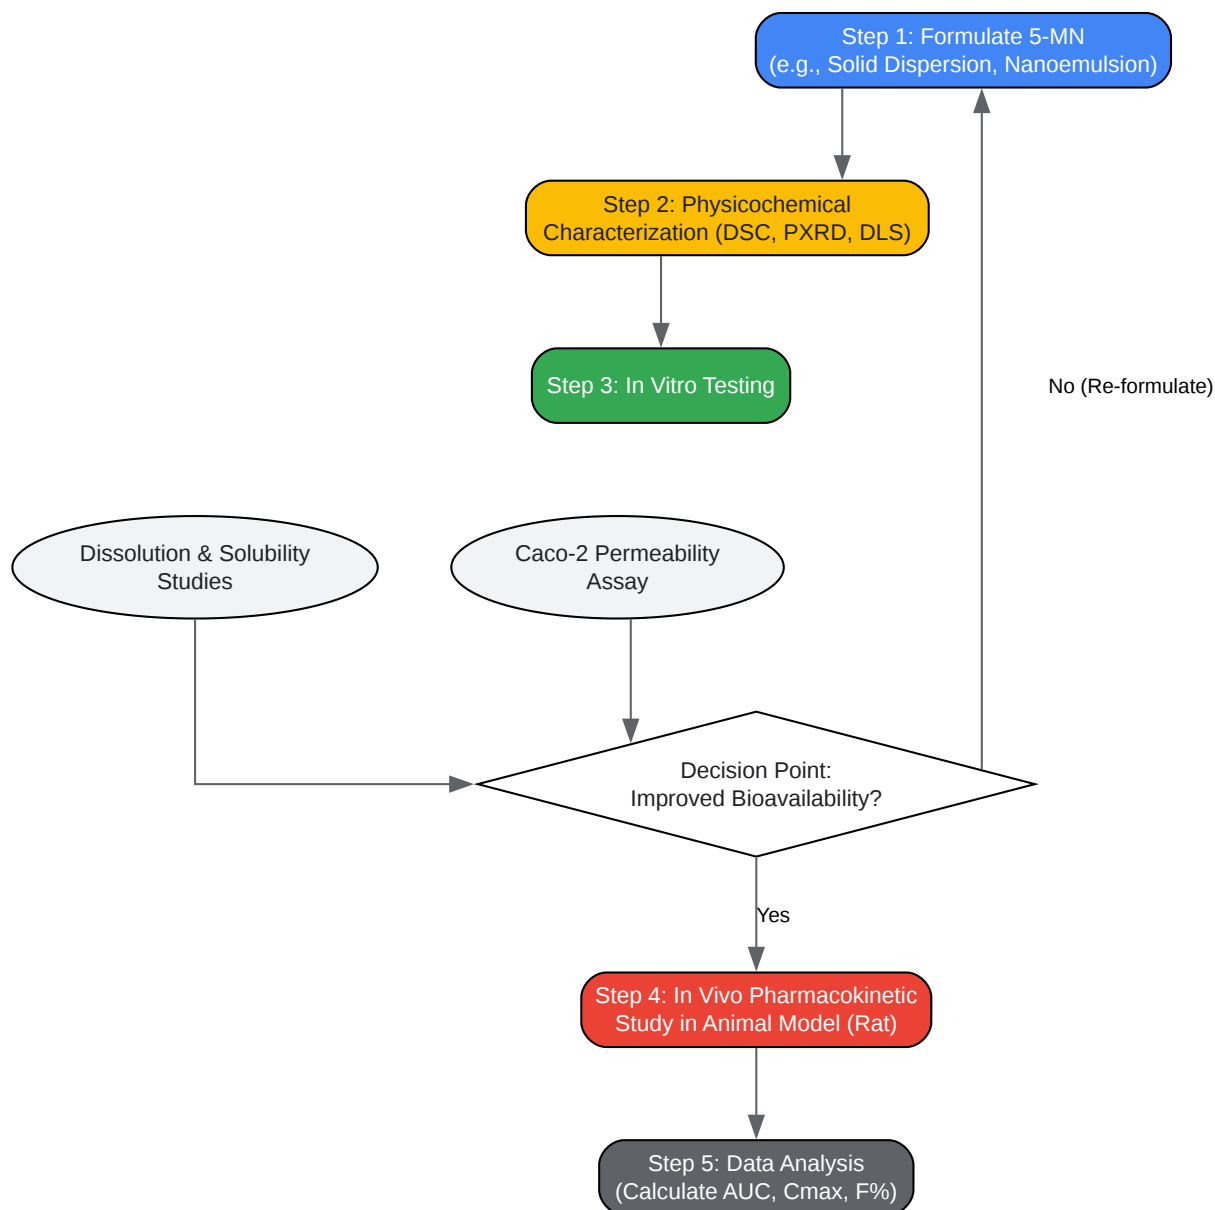 Step 1: Formulate 5-MN
(e.g., Solid Dispersion, Nanoemulsion)
Step 2: Physicochemical
Characterization (DSC, PXRD, DLS)
Step 3: In Vitro Testing
No (Re-formulate)
Dissolution & Solubility
Studies
Caco-2 Permeability
Assay
Decision Point:
Improved Bioavailability?
Yes
Step 4: In Vivo Pharmacokinetic
Study in Animal Model (Rat)
Step 5: Data Analysis
(Calculate AUC, Cmax, F%)